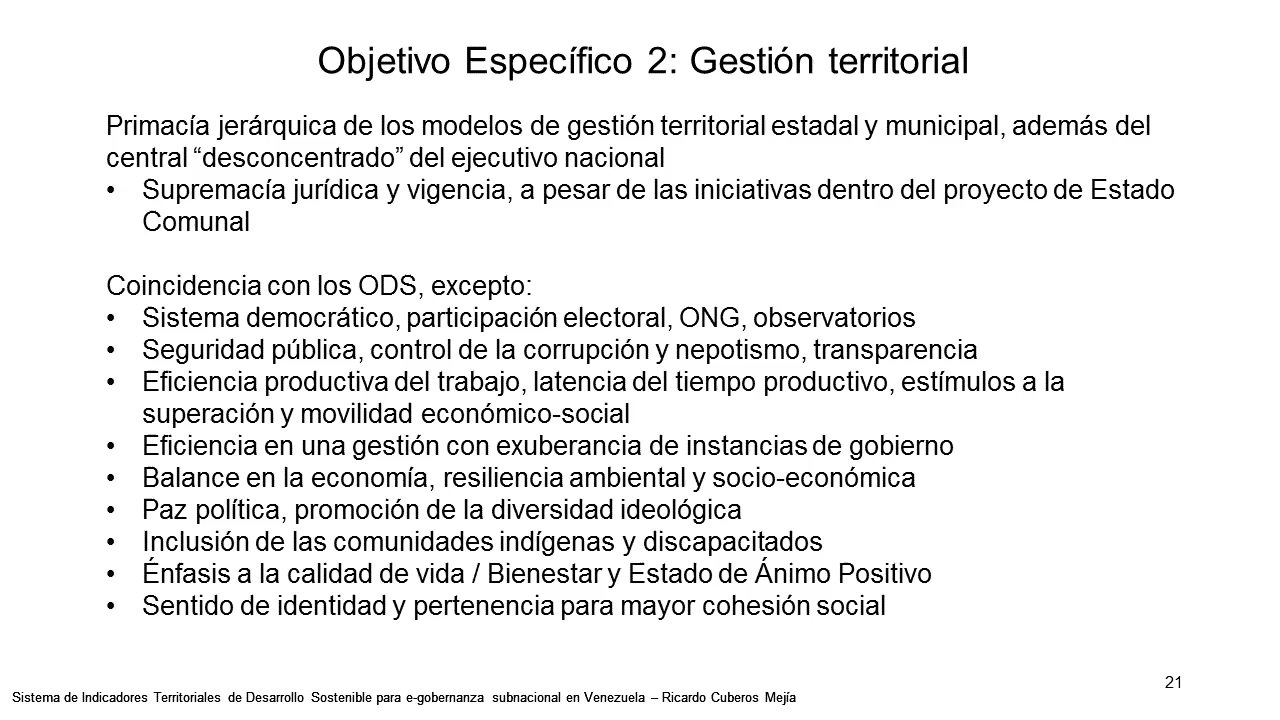 Objetivo Específico 2: Gestión territorial
Primacía jerárquica de los modelos de gestión territorial estadal y municipal, además del
central “desconcentrado” del ejecutivo nacional
• Supremacía jurídica y vigencia, a pesar de las iniciativas dentro del proyecto de Estado
Comunal
Coincidencia con los ODS, excepto:
• Sistema democrático, participación electoral, ONG, observatorios
• Seguridad pública, control de la corrupción y nepotismo, transparencia
• Eficiencia productiva del trabajo, latencia del tiempo productivo, estímulos a la
superación y movilidad económico-social
• Eficiencia en una gestión con exuberancia de instancias de gobierno
• Balance en la economía, resiliencia ambiental y socio-económica
• Paz política, promoción de la diversidad ideológica
• Inclusión de las comunidades indígenas y discapacitados
• Énfasis a la calidad de vida / Bienestar y Estado de Ánimo Positivo
• Sentido de identidad y pertenencia para mayor cohesión social
21
Sistema de Indicadores Territoriales de Desarrollo Sostenible para e-gobernanza subnacional en Venezuela – Ricardo Cuberos Mejía